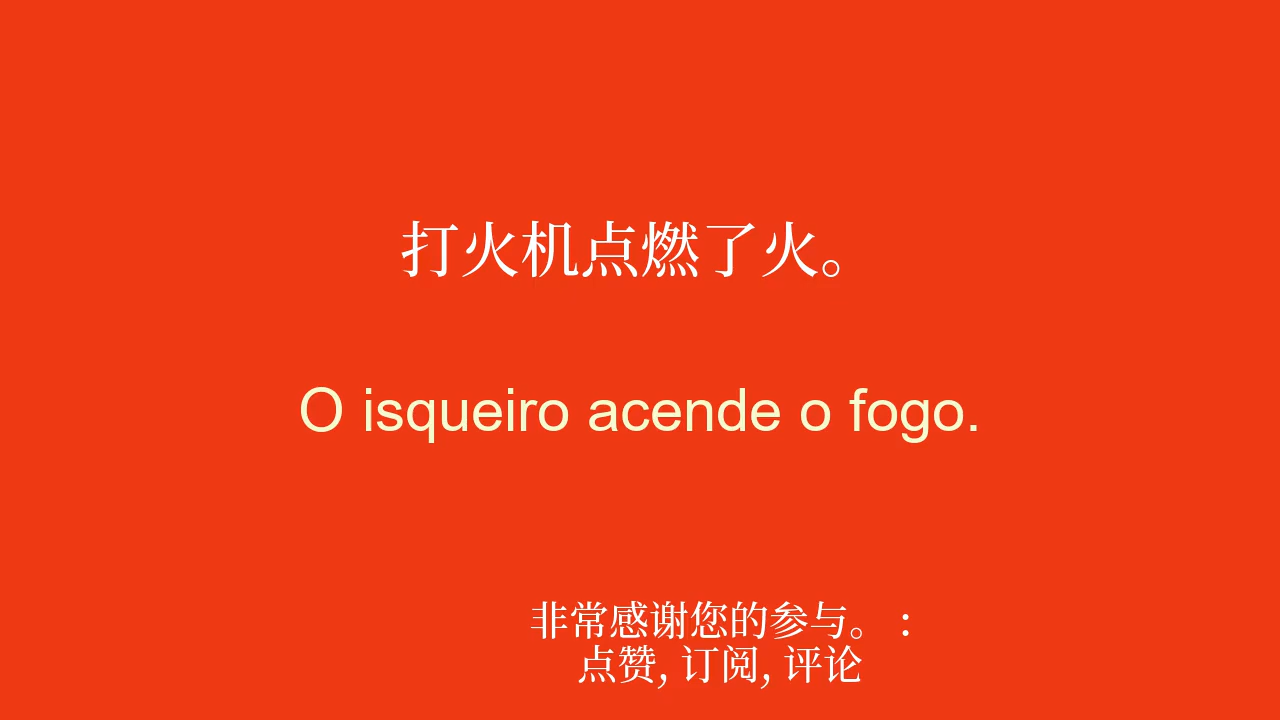 打火机点燃了火。
O isqueiro acende o fogo.
非常感谢您的参与。 :
点赞, 订阅, 评论